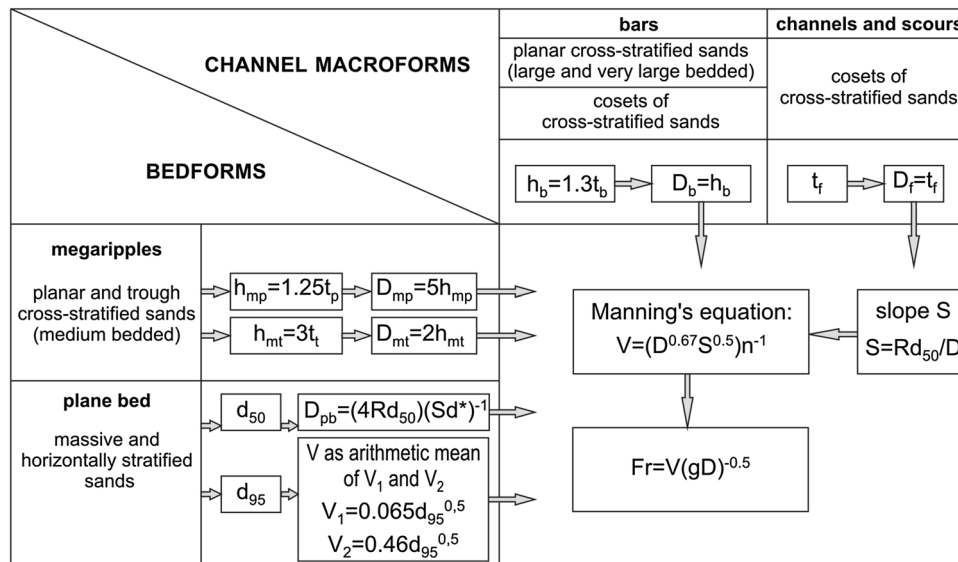 bars
channels and scours
CHANNEL MACROFORMS
BEDFORMS
planar cross-stratified sands
(large and very large bedded)
cosets of
cross-stratified sands
cosets of
cross-stratified sands
h_b=1.3t_b
D_b=h_b
t_f
D_f=t_f
megaripples
planar and trough
cross-stratified sands
(medium bedded)
h_mp=1.25t_p
D_mp=5h_mp
h_mt=3t_t
D_mt=2h_mt
Manning's equation:
V=(D^0.67S^0.5)n^-1
slope S
S=Rd_50/D
plane bed
massive and
horizontally stratified
sands
d_50
D_pb=(4Rd_50)(Sd*)^-1
d_95
V as arithmetic mean
of V_1 and V_2
V_1=0.065d_95^0,5
V_2=0.46d_95^0,5
Fr=V(gD)^-0.5